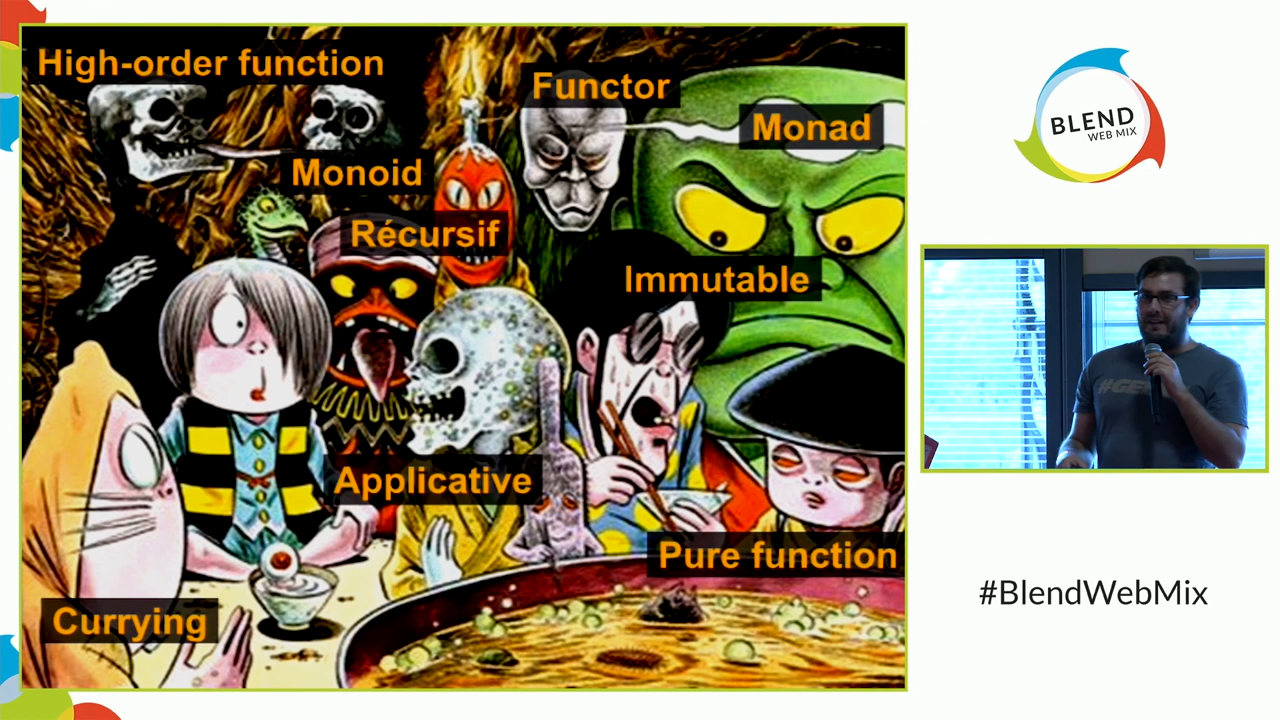 High-order function
Functor
Monad
Monoid
Récursif
Immutable
Applicative
Pure function
Currying
BLEND
WEB MIX
#BlendWebMix